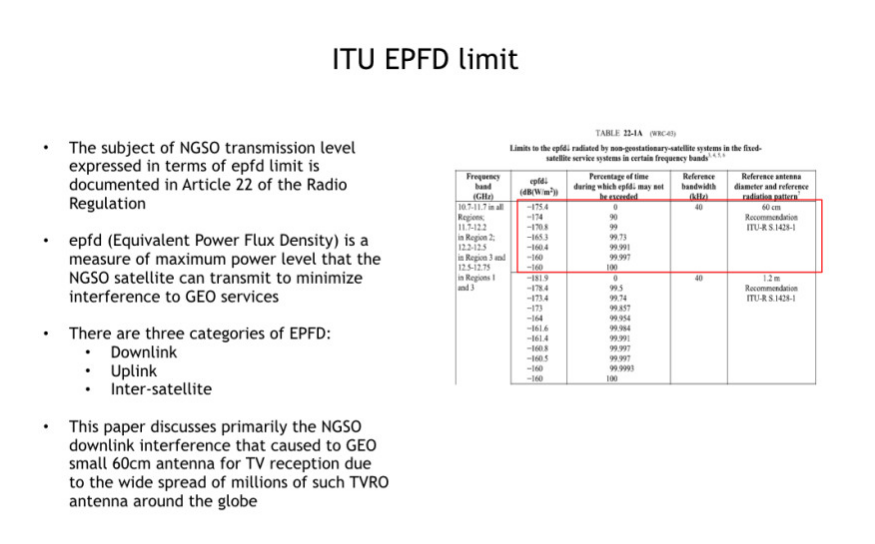 ITU EPFD limit
• The subject of NGSO transmission level
expressed in terms of epfd limit is
documented in Article 22 of the Radio
Regulation
• epfd (Equivalent Power Flux Density) is a
measure of maximum power level that the
NGSO satellite can transmit to minimize
interference to GEO services
• There are three categories of EPFD:
• Downlink
• Uplink
• Inter-satellite
• This paper discusses primarily the NGSO
downlink interference that caused to GEO
small 60cm antenna for TV reception due
to the wide spread of millions of such TVRO
antenna around the globe
TABLE 22-1A
Limits to the epfd↓ radiated by non-geostationary-satellite systems in the fixed-
satellite service systems in certain frequency bands
Frequency band (GHz) epfd↓ (dB(W/m²)) Percentage of time during which epfd↓ may not be exceeded Reference bandwidth (kHz) Reference antenna diameter and reference radiation pattern
10.7-11.7 in all −175.4 0 40 60 cm
Regions; −174 90 Recommendation
11.7-12.2 −170.8 99 ITU-R S.1428-1
in Region 2; −165.3 99.73
12.2-12.5 −160.4 99.991
in Region 3 and −160 99.997
12.5-12.75 −160 100
in Regions 1 −181.9 0 40 1.2 m
and 3 −178.4 99.5 Recommendation
−173.4 99.74 ITU-R S.1428-1
−173 99.857
−164 99.954
−161.6 99.984
−161.4 99.991
−160.8 99.997
−160.5 99.997
−160 99.9993
−160 100